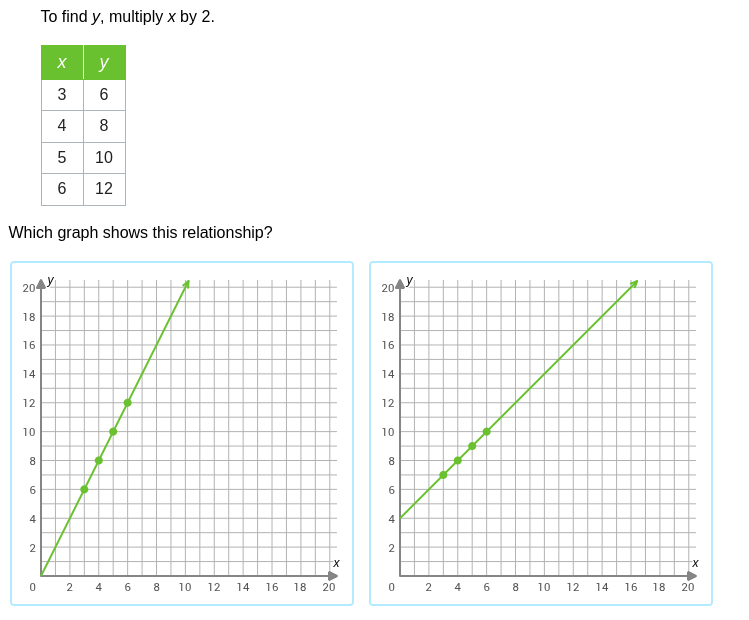 To find y, multiply x by 2.
x y
3 6
4 8
5 10
6 12
Which graph shows this relationship?
y
20
18
16
14
12
10
8
6
4
2
x
0 2 4 6 8 10 12 14 16 18 20
y
20
18
16
14
12
10
8
6
4
2
x
0 2 4 6 8 10 12 14 16 18 20